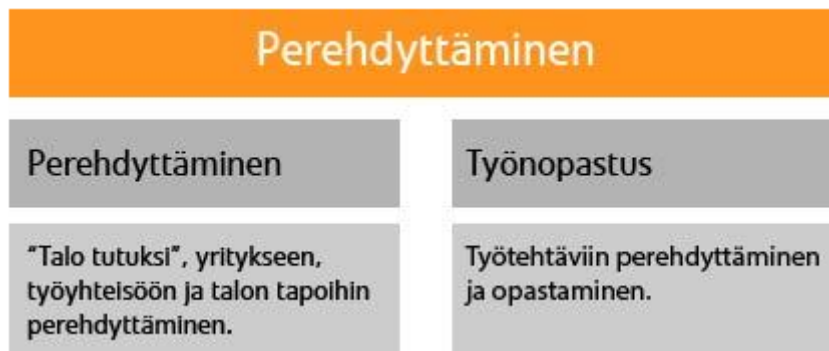 Perehdyttäminen
Perehdyttäminen
"Talo tutuksi", yritykseen,
työyhteisöön ja talon tapoihin
perehdyttäminen.
Työnopastus
Työtehtäviin perehdyttäminen
ja opastaminen.